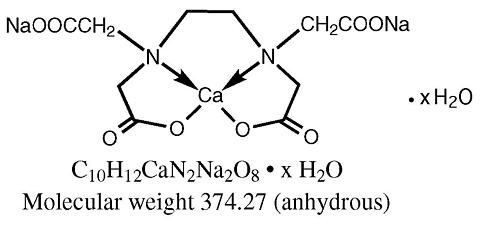 NaOOCCH₂ CH₂COONa
N N
Ca
• x H₂O
O O O O
C₁₀H₁₂CaN₂Na₂O₈ • x H₂O
Molecular weight 374.27 (anhydrous)